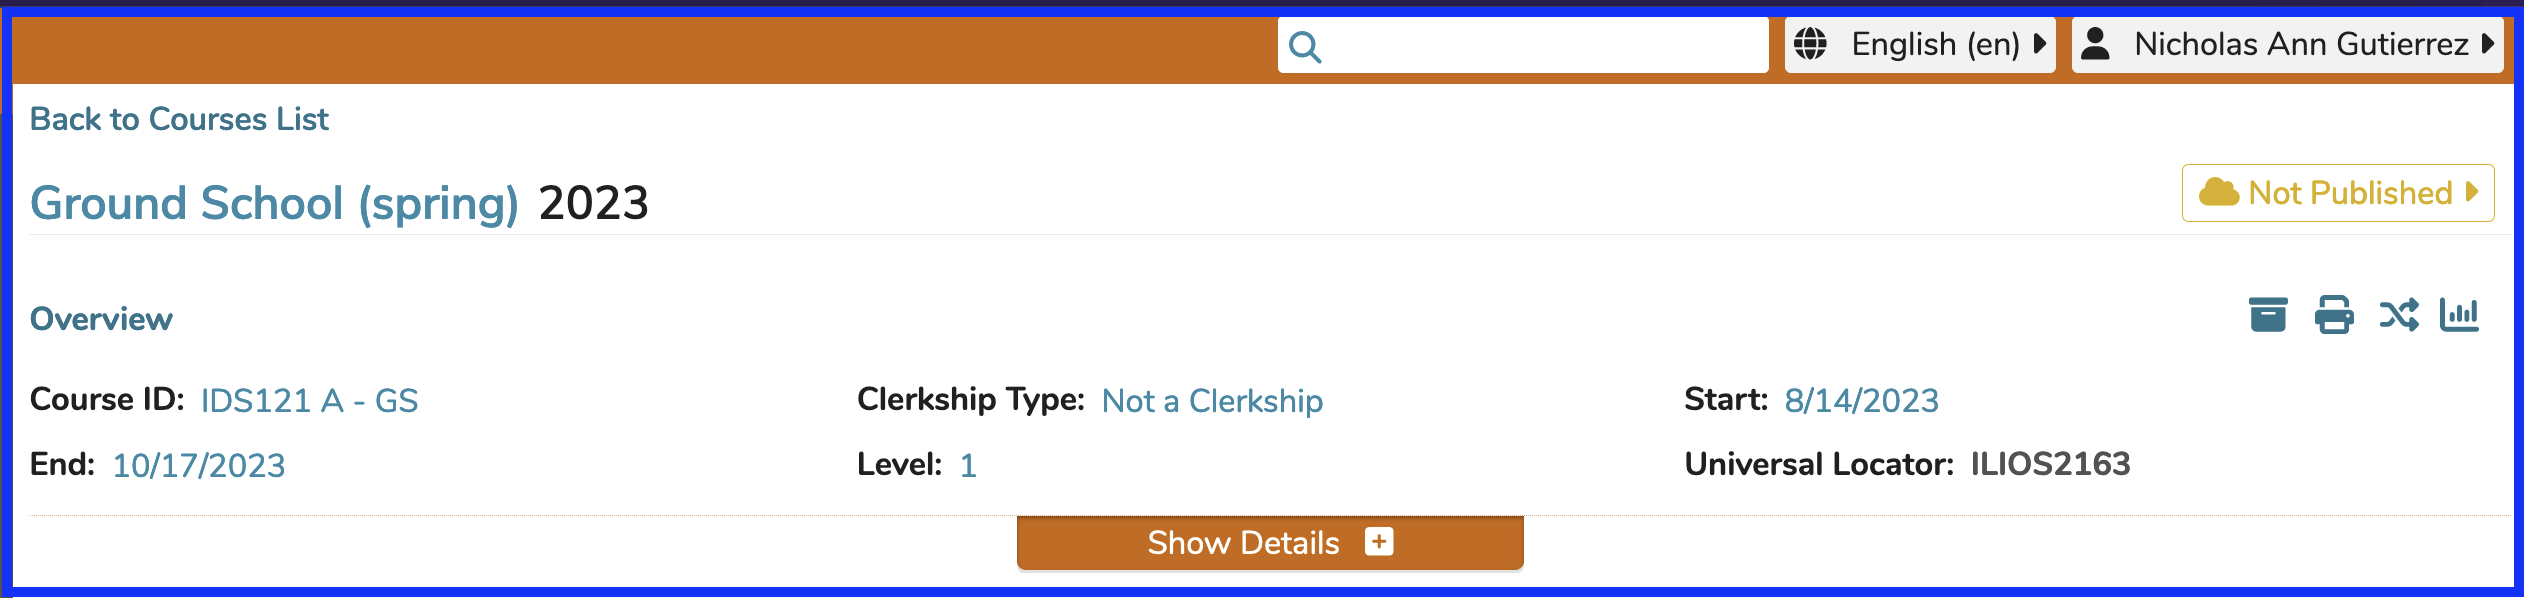 English (en) Nicholas Ann Gutierrez
Back to Courses List
Ground School (spring) 2023 Not Published
Overview
Course ID: IDS121 A - GS Clerkship Type: Not a Clerkship Start: 8/14/2023
End: 10/17/2023 Level: 1 Universal Locator: ILIOS2163
Show Details